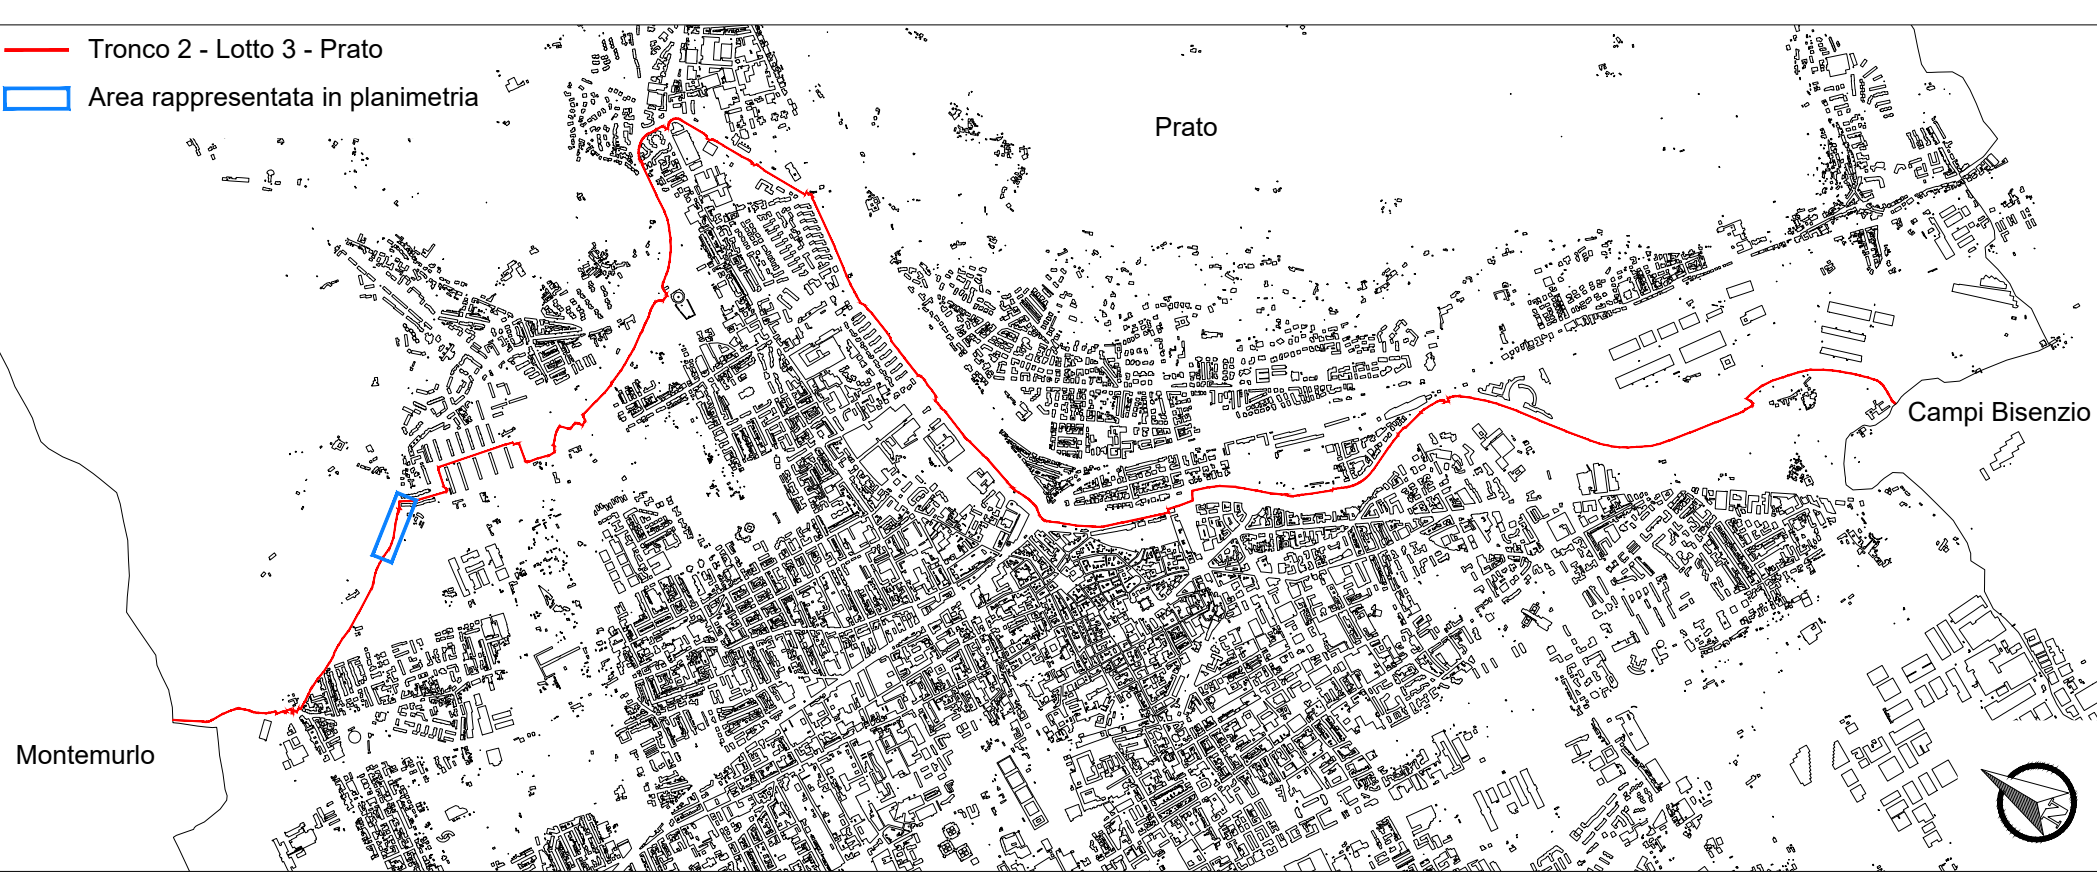 Tronco 2 - Lotto 3 - Prato
Area rappresentata in planimetria
Prato
Campi Bisenzio
Montemurlo
N